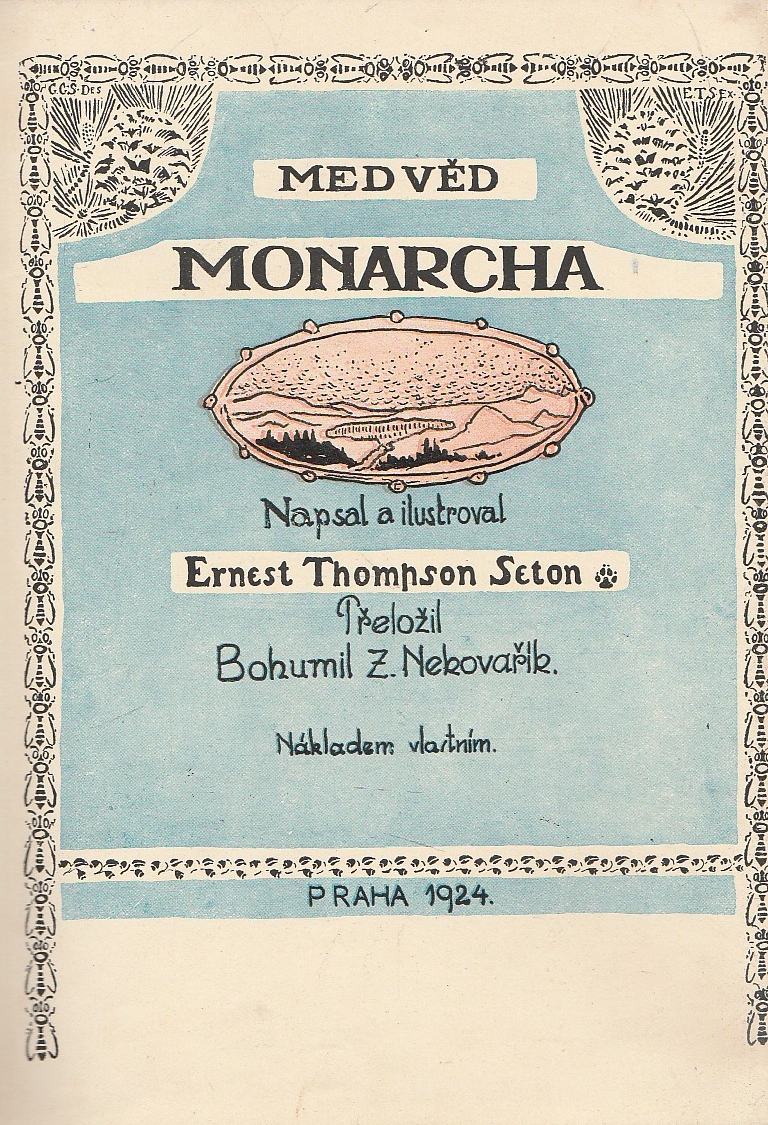 G.G.S. DES
E.T.S. EX.
MEDVĚD
MONARCHA
Napsal a ilustroval
Ernest Thompson Seton
Přeložil
Bohumil Z. Nekovařík.
Nákladem vlastním.
PRAHA 1924.